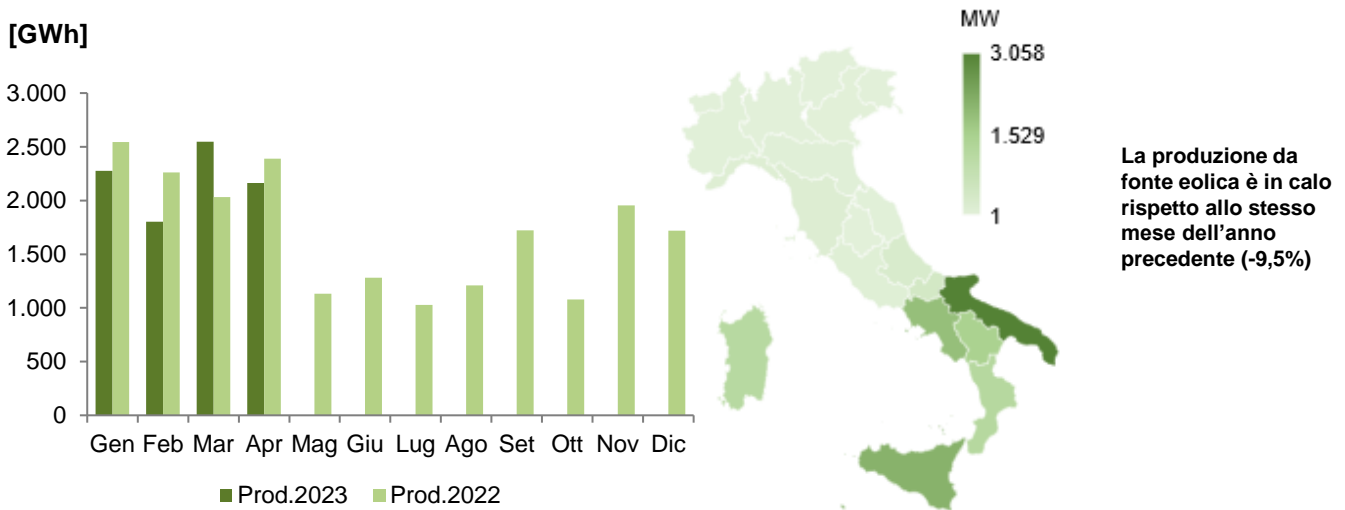 [GWh]
3.000
2.500
2.000
1.500
1.000
500
0
Gen Feb Mar Apr Mag Giu Lug Ago Set Ott Nov Dic
Prod.2023 Prod.2022
MW
3.058
1.529
1
La produzione da
fonte eolica è in calo
rispetto allo stesso
mese dell’anno
precedente (-9,5%)